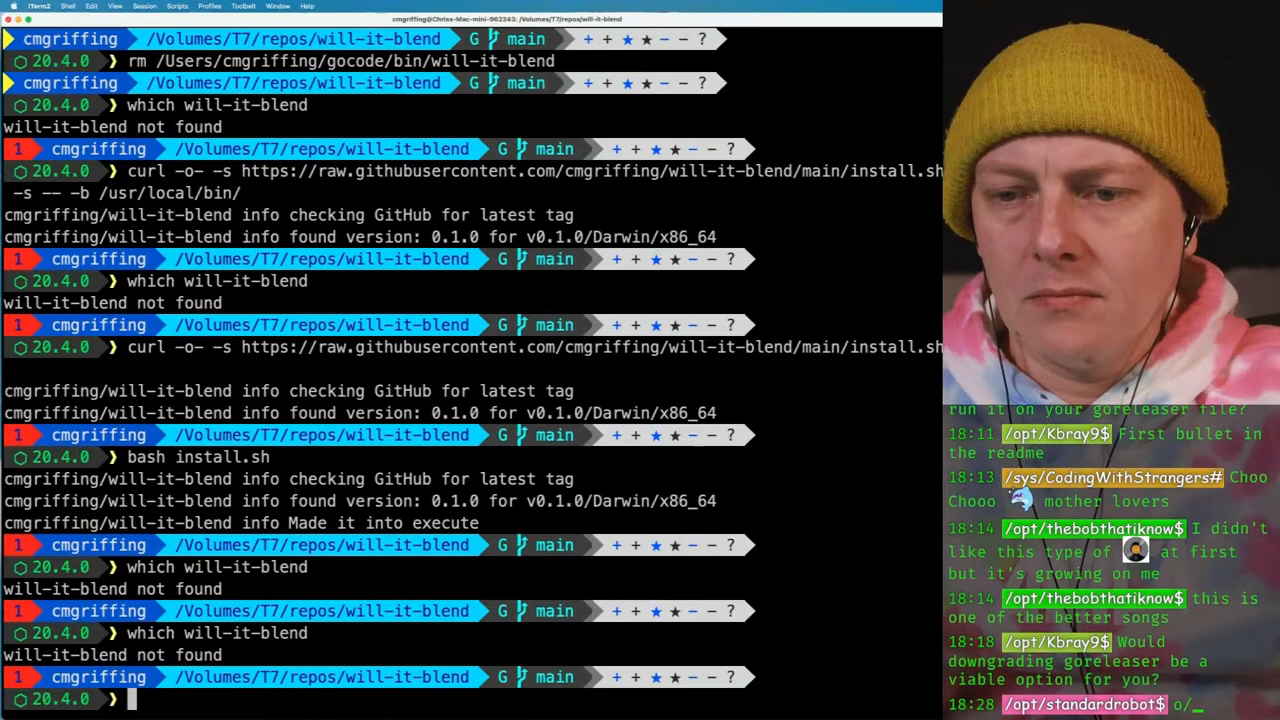 iTerm2 Shell Edit View Session Scripts Profiles Toolbelt Window Help
cmgriffing@Chriss-Mac-mini-962343: /Volumes/T7/repos/will-it-blend
cmgriffing /Volumes/T7/repos/will-it-blend G main + + ★ ★ − − ?
20.4.0 ❯ rm /Users/cmgriffing/gocode/bin/will-it-blend
cmgriffing /Volumes/T7/repos/will-it-blend G main + + ★ ★ − − ?
20.4.0 ❯ which will-it-blend
will-it-blend not found
1 cmgriffing /Volumes/T7/repos/will-it-blend G main + + ★ ★ − − ?
20.4.0 ❯ curl -o- -s https://raw.githubusercontent.com/cmgriffing/will-it-blend/main/install.sh
-s -- -b /usr/local/bin/
cmgriffing/will-it-blend info checking GitHub for latest tag
cmgriffing/will-it-blend info found version: 0.1.0 for v0.1.0/Darwin/x86_64
1 cmgriffing /Volumes/T7/repos/will-it-blend G main + + ★ ★ − − ?
20.4.0 ❯ which will-it-blend
will-it-blend not found
1 cmgriffing /Volumes/T7/repos/will-it-blend G main + + ★ ★ − − ?
20.4.0 ❯ curl -o- -s https://raw.githubusercontent.com/cmgriffing/will-it-blend/main/install.sh
cmgriffing/will-it-blend info checking GitHub for latest tag
cmgriffing/will-it-blend info found version: 0.1.0 for v0.1.0/Darwin/x86_64
1 cmgriffing /Volumes/T7/repos/will-it-blend G main + + ★ ★ − − ?
20.4.0 ❯ bash install.sh
cmgriffing/will-it-blend info checking GitHub for latest tag
cmgriffing/will-it-blend info found version: 0.1.0 for v0.1.0/Darwin/x86_64
cmgriffing/will-it-blend info Made it into execute
1 cmgriffing /Volumes/T7/repos/will-it-blend G main + + ★ ★ − − ?
20.4.0 ❯ which will-it-blend
will-it-blend not found
1 cmgriffing /Volumes/T7/repos/will-it-blend G main + + ★ ★ − − ?
20.4.0 ❯ which will-it-blend
will-it-blend not found
1 cmgriffing /Volumes/T7/repos/will-it-blend G main + + ★ ★ − − ?
20.4.0 ❯
run it on your goreleaser file?
18:11 /opt/Kbray9$ First bullet in
the readme
18:13 /sys/CodingWithStrangers# Choo
Chooo mother lovers
18:14 /opt/thebobthatiknow$ I didn't
like this type of at first
but it's growing on me
18:14 /opt/thebobthatiknow$ this is
one of the better songs
18:18 /opt/Kbray9$ Would
downgrading goreleaser be a
viable option for you?
18:28 /opt/standardrobot$ o/_